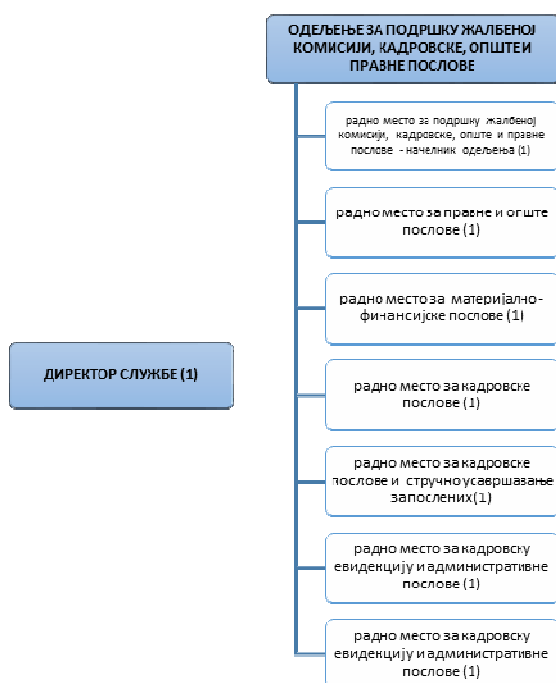 ОДЕЉЕЊЕ ЗА ПОДРШКУ ЖАЛБЕНОЈ
КОМИСИЈИ, КАДРОВСКЕ, ОПШТЕ И
ПРАВНЕ ПОСЛОВЕ
радно место за подршку жалбеној
комисији, кадровске, опште и правне
послове - начелник одељења (1)
радно место за правне и опште
послове (1)
радно место за материјално-
финансијске послове (1)
ДИРЕКТОР СЛУЖБЕ (1)
радно место за кадровске
послове (1)
радно место за кадровске
послове и стручно усавршавање
запослених (1)
радно место за кадровску
евиденцију и административне
послове (1)
радно место за кадровску
евиденцију и административне
послове (1)